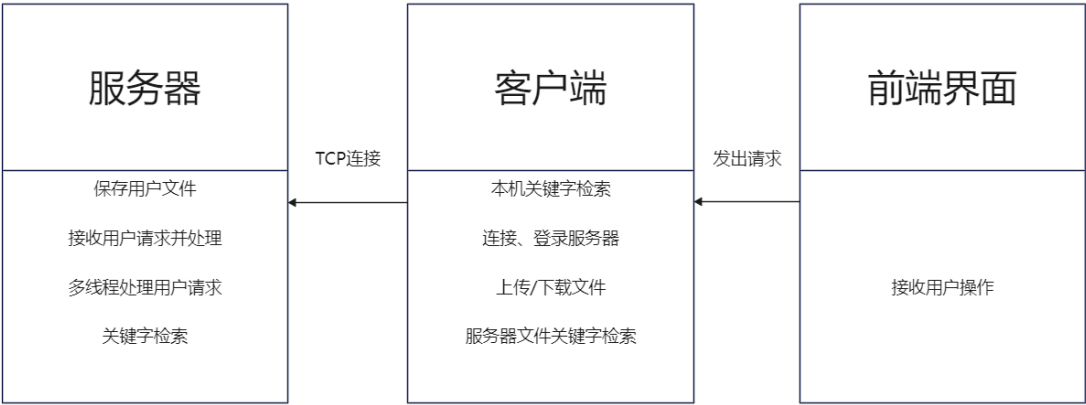 服务器
保存用户文件
接收用户请求并处理
多线程处理用户请求
关键字检索
TCP连接
客户端
本机关键字检索
连接、登录服务器
上传/下载文件
服务器文件关键字检索
发出请求
前端界面
接收用户操作